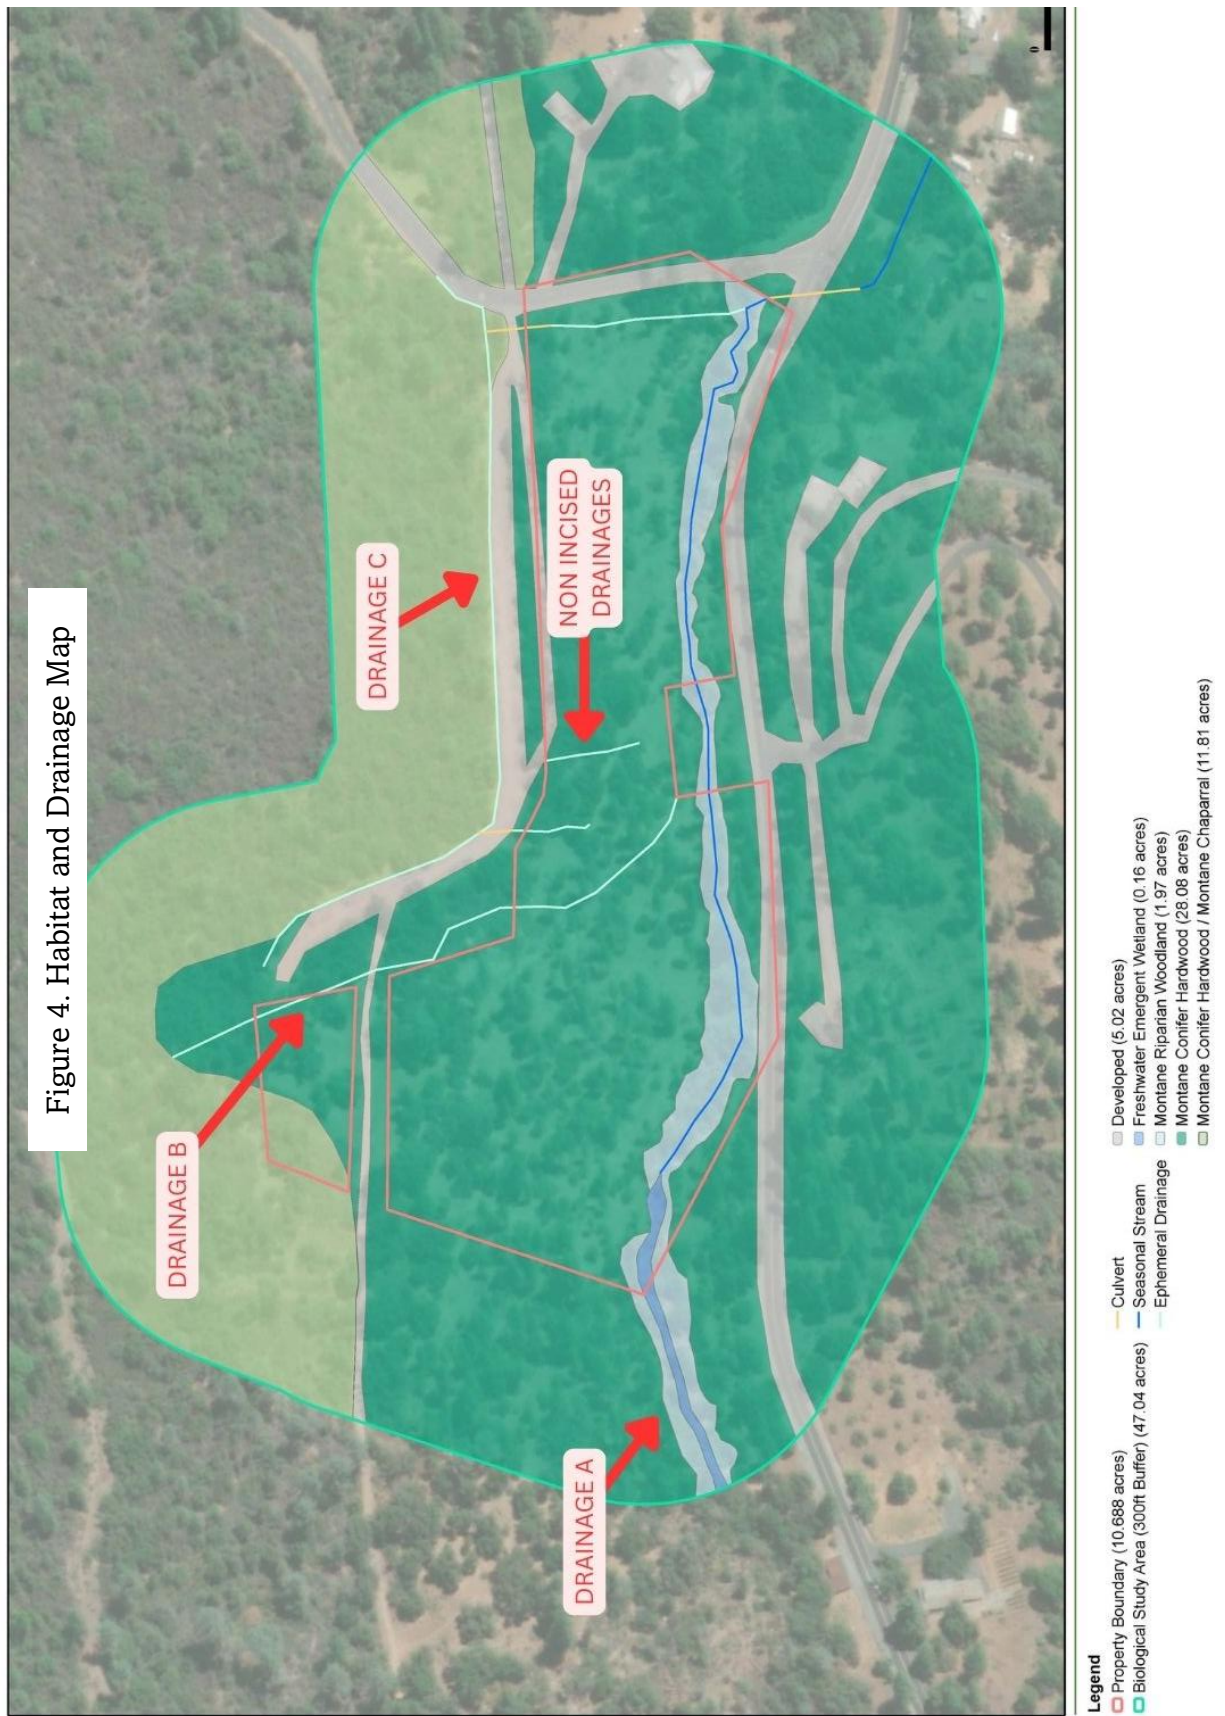 Figure 4. Habitat and Drainage Map
DRAINAGE A
DRAINAGE B
DRAINAGE C
NON INCISED
DRAINAGES
0
Legend
Property Boundary (10.688 acres)
Biological Study Area (300ft Buffer) (47.04 acres)
Culvert
Seasonal Stream
Ephemeral Drainage
Developed (5.02 acres)
Freshwater Emergent Wetland (0.16 acres)
Montane Riparian Woodland (1.97 acres)
Montane Conifer Hardwood (28.08 acres)
Montane Conifer Hardwood / Montane Chaparral (11.81 acres)